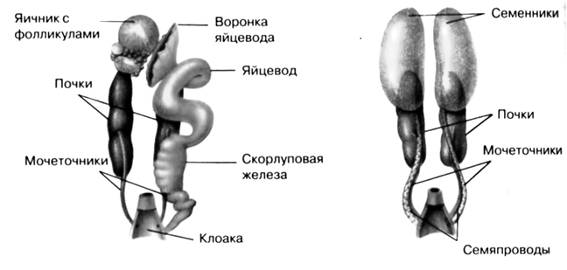 Яичник с
фолликулами
Воронка
яйцевода
Яйцевод
Почки
Мочеточники
Скорлуповая
железа
Клоака
Семенники
Почки
Мочеточники
Семяпроводы